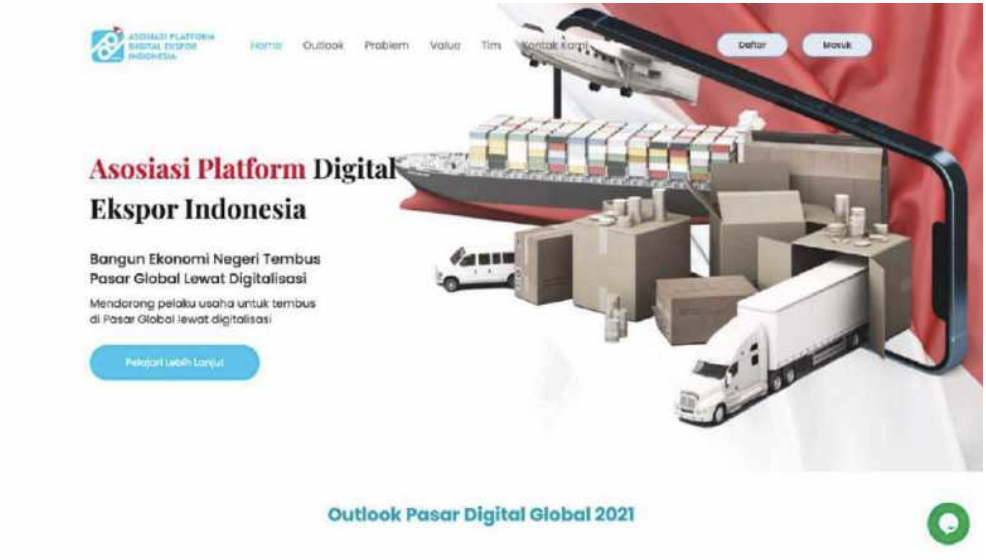 ASOSIASI PLATFORM
DIGITAL EKSPOR
INDONESIA
Home Outlook Problem Value Tim Kontak Kami Daftar Masuk
Asosiasi Platform Digital
Ekspor Indonesia
Bangun Ekonomi Negeri Tembus
Pasar Global Lewat Digitalisasi
Mendorong pelaku usaha untuk tembus
di Pasar Global lewat digitalisasi
Pelajari Lebih Lanjut
Outlook Pasar Digital Global 2021